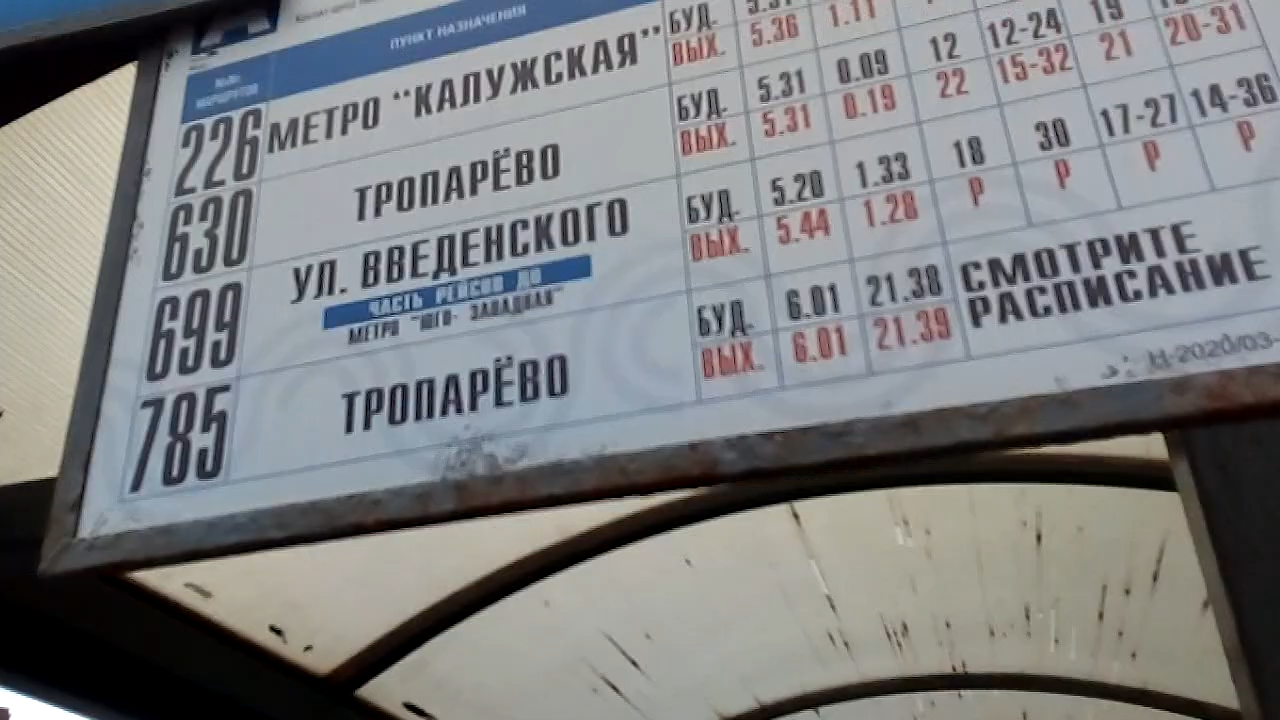 ПУНКТ НАЗНАЧЕНИЯ
№№ МАРШРУТОВ
226 МЕТРО "КАЛУЖСКАЯ" БУД. 1.11
ВЫХ. 5.36
630 ТРОПАРЁВО БУД. 5.31 0.09 12 12-24 19
ВЫХ. 5.31 0.19 22 15-32 21 20-31
699 УЛ. ВВЕДЕНСКОГО БУД. 5.20 1.33 18 30 17-27 14-36
ВЫХ. 5.44 1.28 Р Р Р Р
ЧАСТЬ РЕЙСОВ ДО
МЕТРО "ЮГО-ЗАПАДНАЯ"
785 ТРОПАРЁВО БУД. 6.01 21.38 СМОТРИТЕ
ВЫХ. 6.01 21.39 РАСПИСАНИЕ
Н-2020/03-